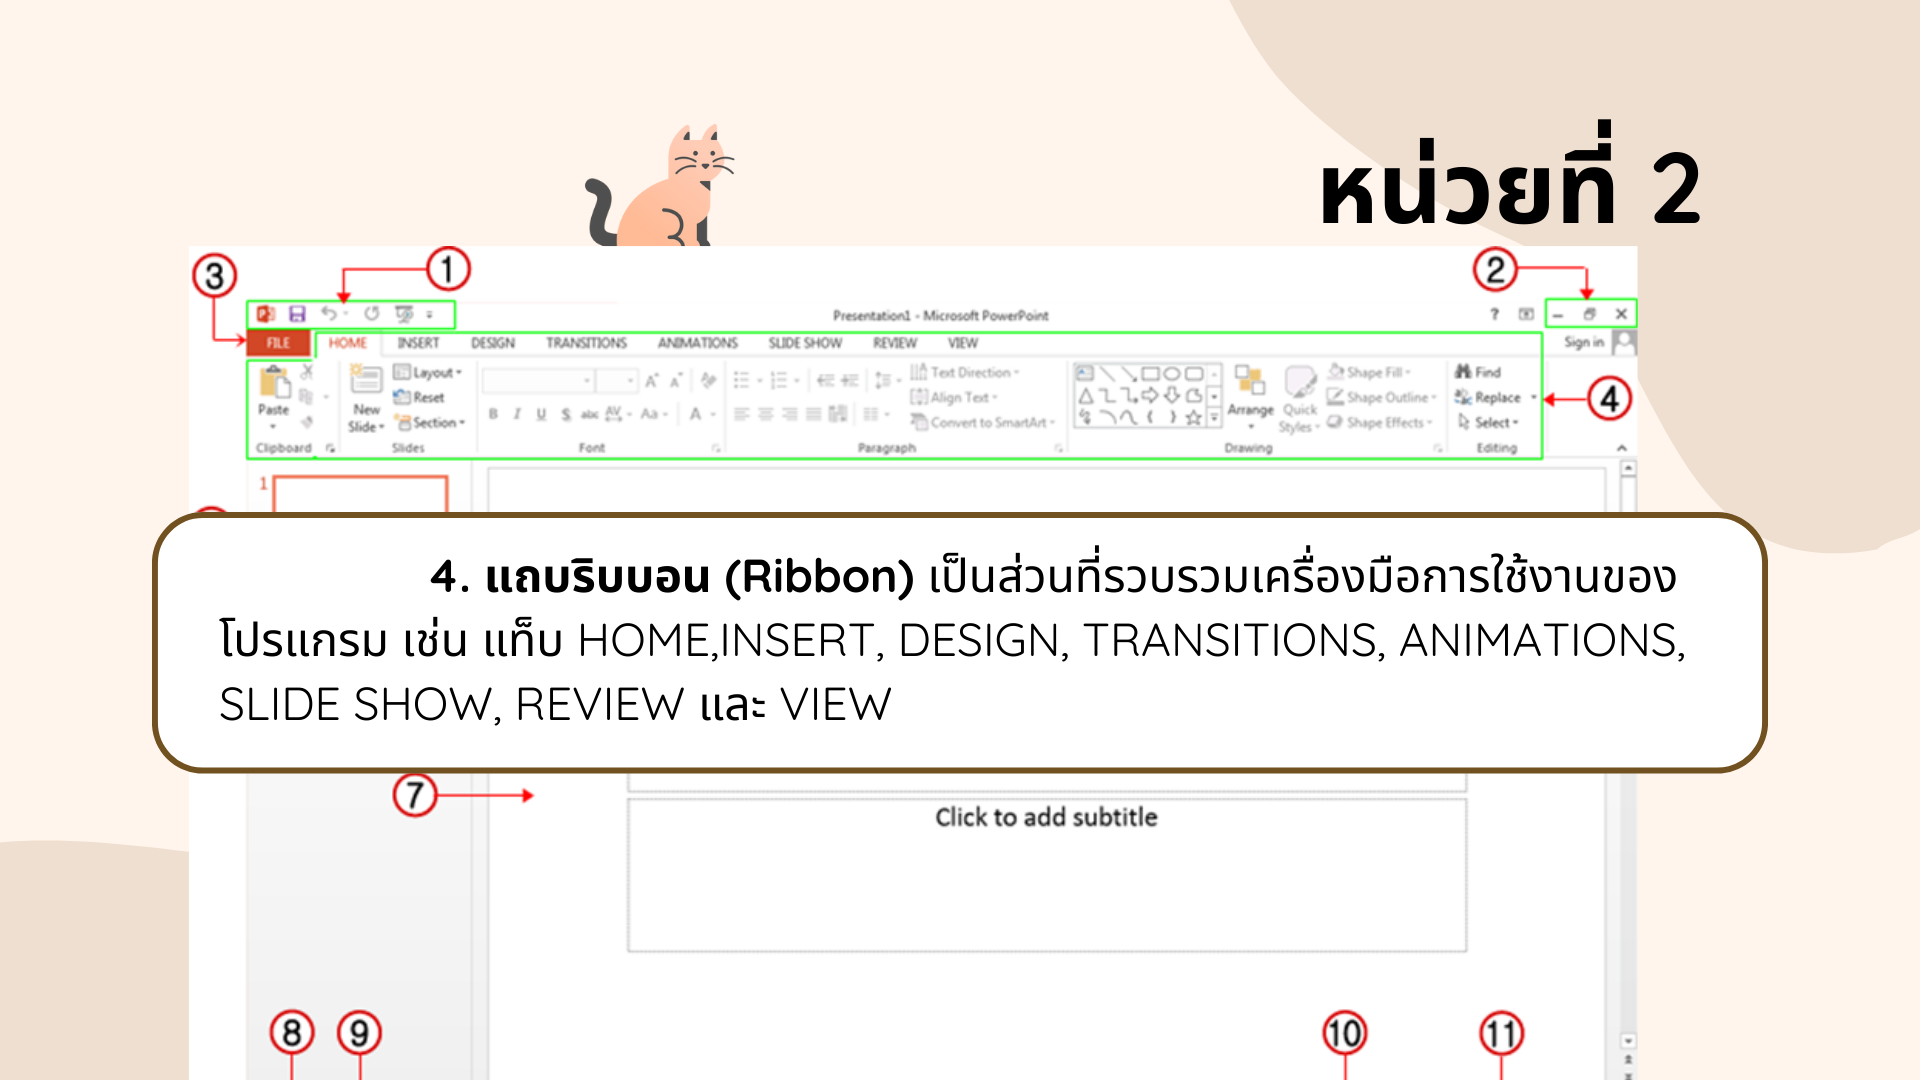 หน่วยที่ 2
3
1
2
Presentation1 - Microsoft PowerPoint
?
FILE HOME INSERT DESIGN TRANSITIONS ANIMATIONS SLIDE SHOW REVIEW VIEW Sign in
Paste
New
Slide
Layout
Reset
Section
B I U S abc AV Aa A
Text Direction
Align Text
Convert to SmartArt
Arrange
Quick
Styles
Shape Fill
Shape Outline
Shape Effects
Find
Replace
Select
4
Clipboard Slides Font Paragraph Drawing Editing
1
4. แถบริบบอน (Ribbon) เป็นส่วนที่รวบรวมเครื่องมือการใช้งานของ
โปรแกรม เช่น แท็บ HOME,INSERT, DESIGN, TRANSITIONS, ANIMATIONS,
SLIDE SHOW, REVIEW และ VIEW
7
Click to add subtitle
8 9 10 11